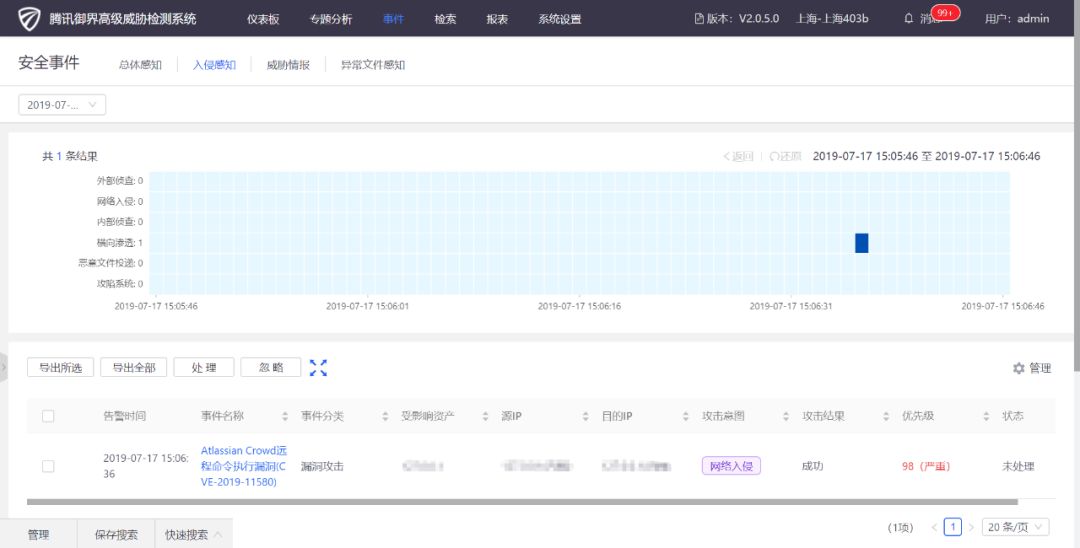 腾讯御界高级威胁检测系统 仪表板 专题分析 事件 检索 报表 系统设置 版本：V2.0.5.0 上海-上海403b 99+ 用户：admin
安全事件 总体感知 入侵感知 威胁情报 异常文件感知
2019-07-...
共 1 条结果 返回 还原 2019-07-17 15:05:46 至 2019-07-17 15:06:46
外部侦查: 0
网络入侵: 0
内部侦查: 0
横向渗透: 1
恶意文件投递: 0
攻陷系统: 0
2019-07-17 15:05:46 2019-07-17 15:06:01 2019-07-17 15:06:16 2019-07-17 15:06:31 2019-07-17 15:06:46
导出所选 导出全部 处 理 忽 略 管理
告警时间 事件名称 事件分类 受影响资产 源IP 目的IP 攻击意图 攻击结果 优先级 状态
2019-07-17 15:06:
36
Atlassian Crowd远
程命令执行漏洞(C
VE-2019-11580)
漏洞攻击 网络入侵 成功 98（严重） 未处理
(1项) 1 20 条/页
管理 保存搜索 快速搜索